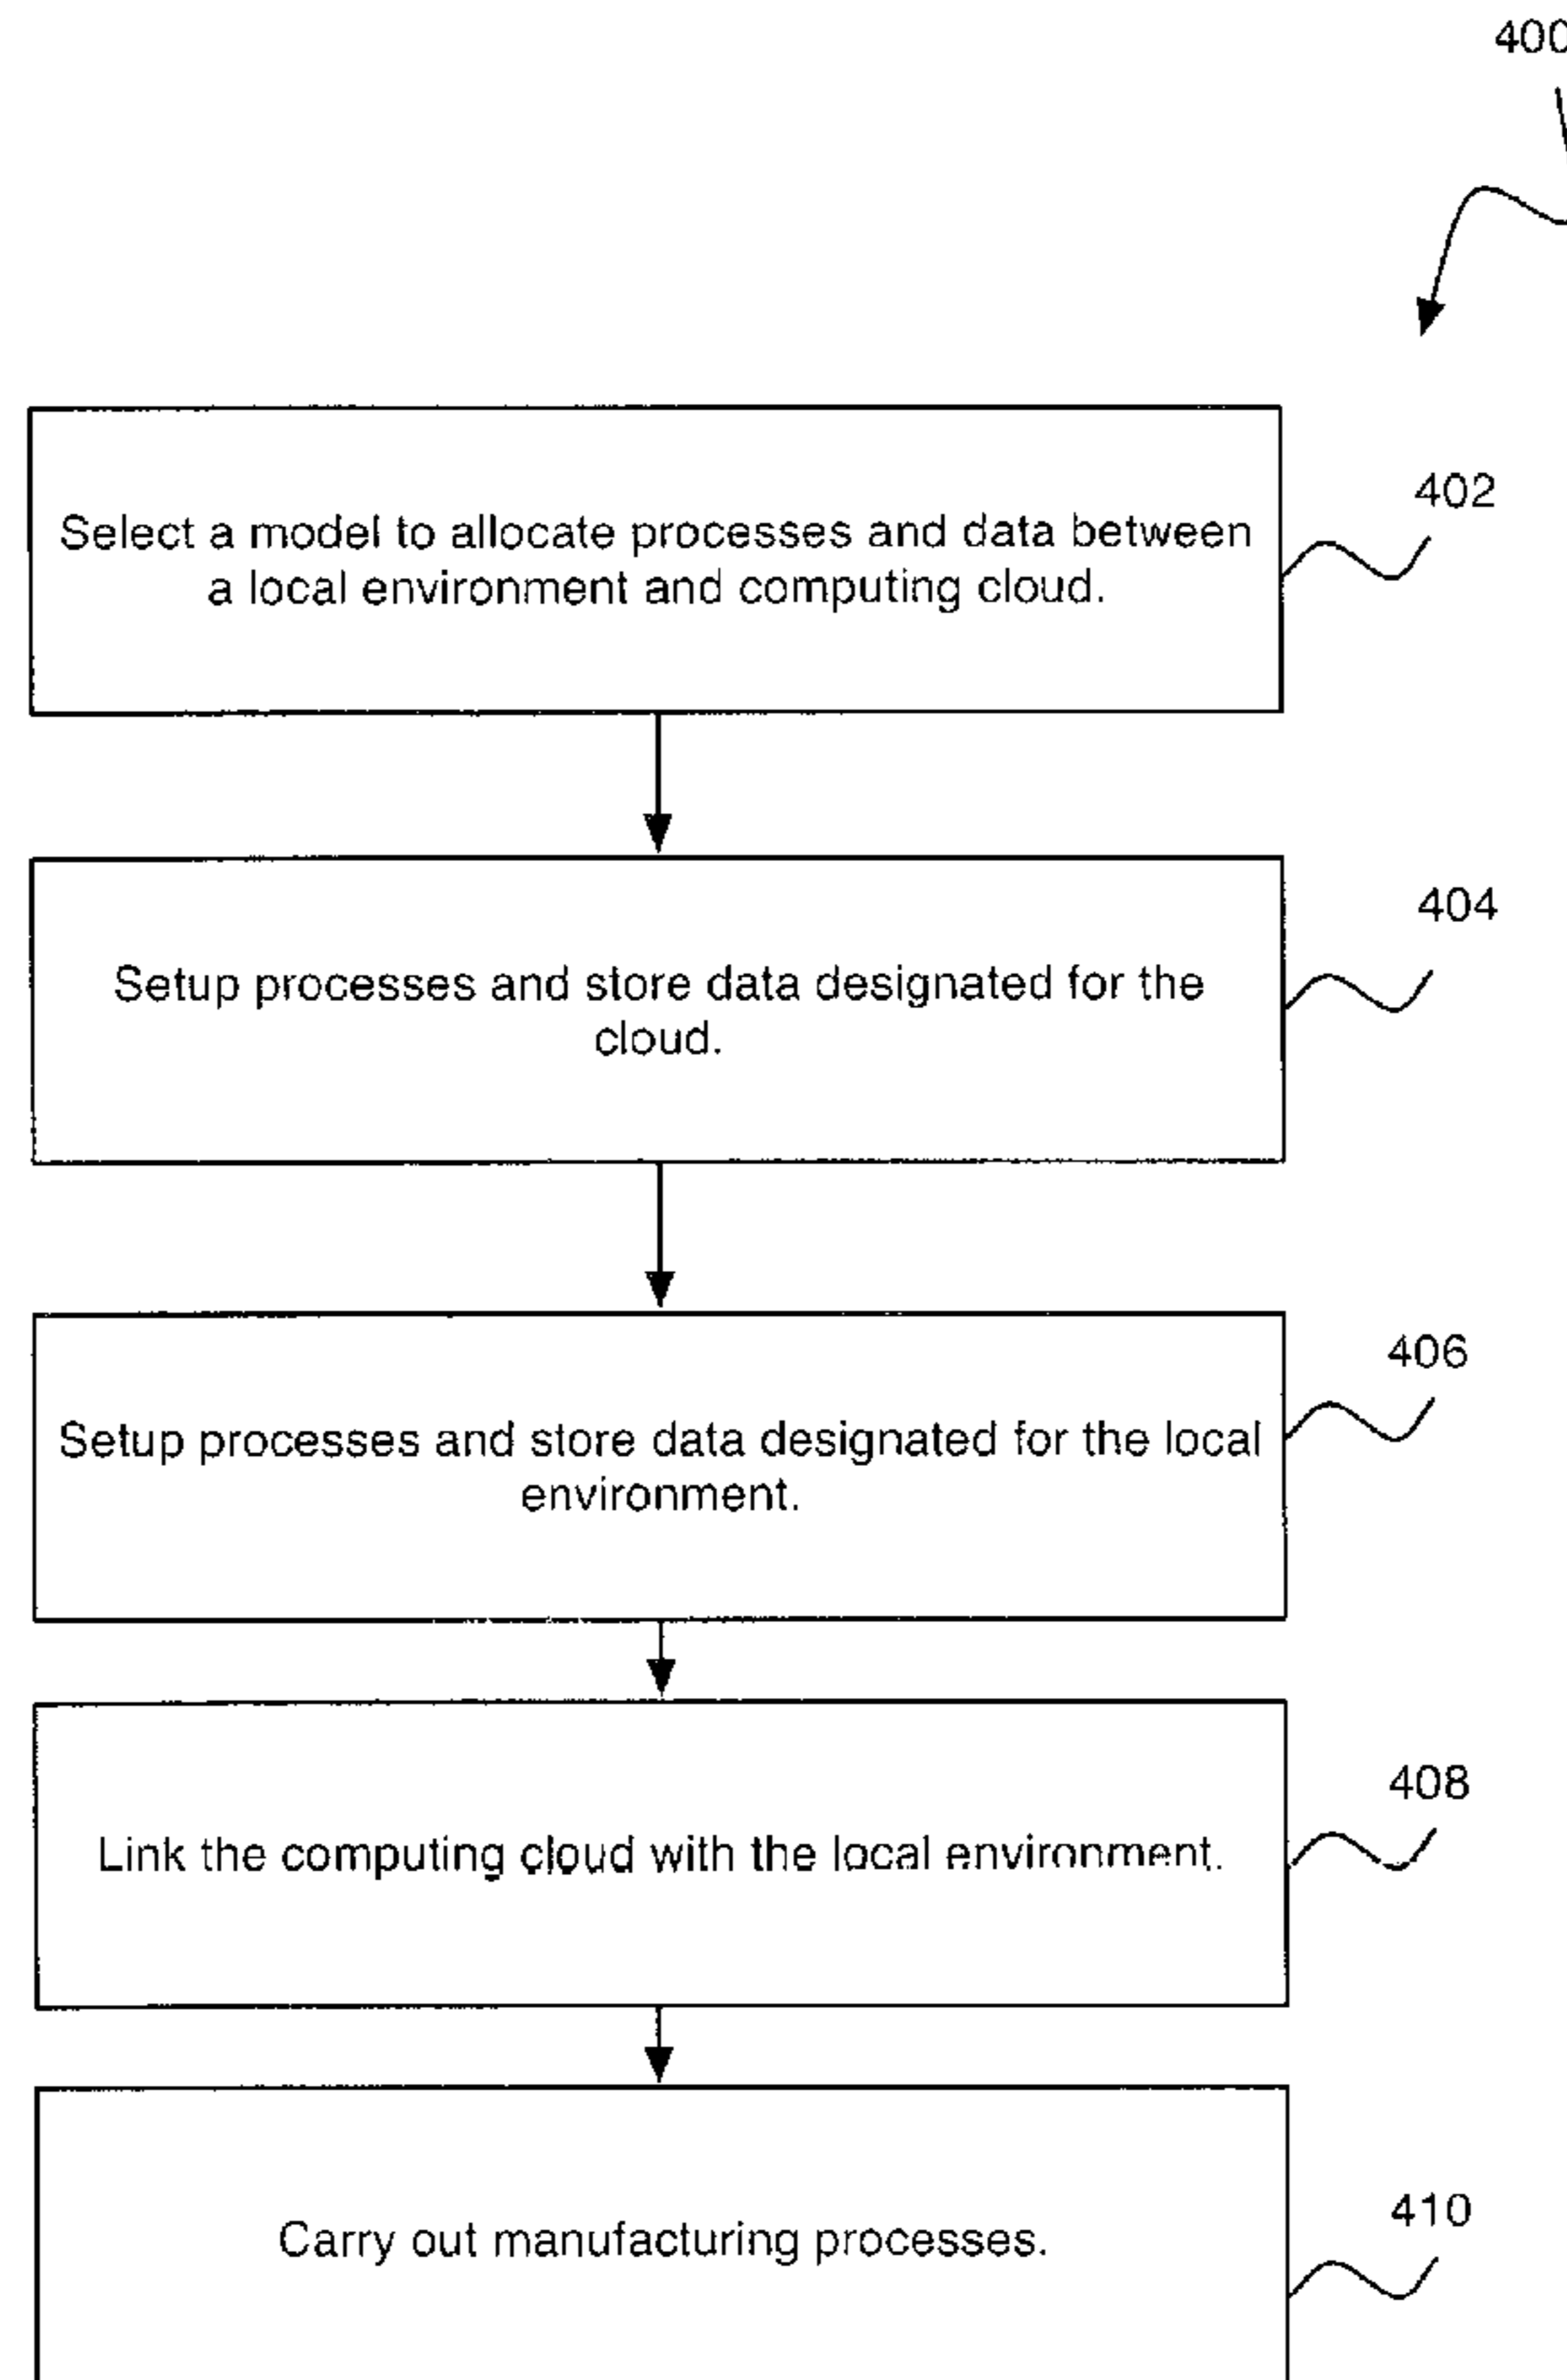 400
Select a model to allocate processes and data between
a local environment and computing cloud.
402
Setup processes and store data designated for the
cloud.
404
Setup processes and store data designated for the local
environment.
406
Link the computing cloud with the local environment.
408
Carry out manufacturing processes.
410